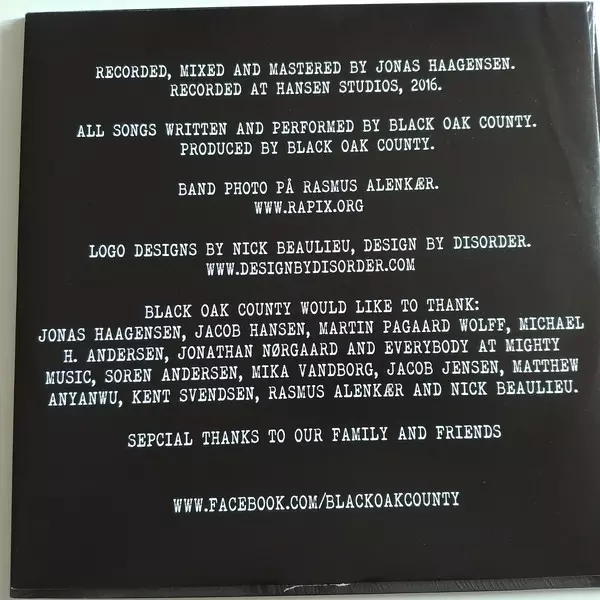 RECORDED, MIXED AND MASTERED BY JONAS HAAGENSEN.
RECORDED AT HANSEN STUDIOS, 2016.
ALL SONGS WRITTEN AND PERFORMED BY BLACK OAK COUNTY.
PRODUCED BY BLACK OAK COUNTY.
BAND PHOTO PÅ RASMUS ALENKÆR.
WWW.RAPIX.ORG
LOGO DESIGNS BY NICK BEAULIEU, DESIGN BY DISORDER.
WWW.DESIGNBYDISORDER.COM
BLACK OAK COUNTY WOULD LIKE TO THANK:
JONAS HAAGENSEN, JACOB HANSEN, MARTIN PAGAARD WOLFF, MICHAEL
H. ANDERSEN, JONATHAN NØRGAARD AND EVERYBODY AT MIGHTY
MUSIC, SOREN ANDERSEN, MIKA VANDBORG, JACOB JENSEN, MATTHEW
ANYANWU, KENT SVENDSEN, RASMUS ALENKÆR AND NICK BEAULIEU.
SEPCIAL THANKS TO OUR FAMILY AND FRIENDS
WWW.FACEBOOK.COM/BLACKOAKCOUNTY